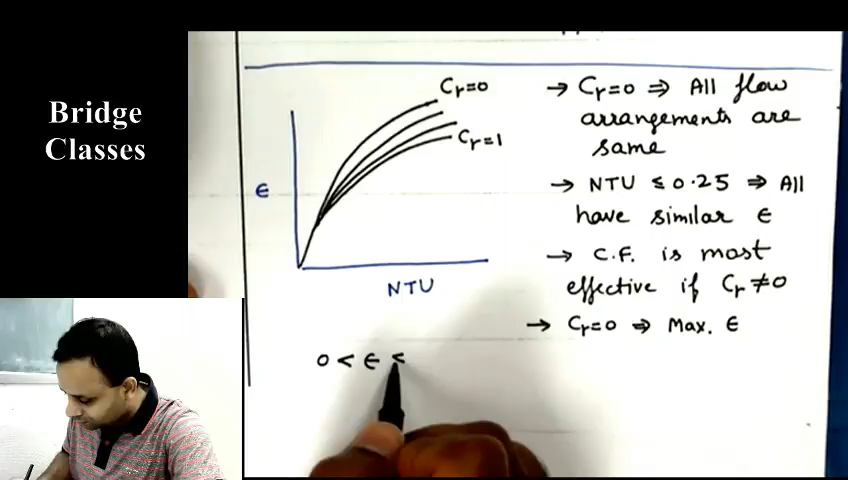 Bridge
Classes
Cr=0
Cr=1
ϵ
NTU
0 < ϵ <
→ Cr=0 ⇒ All flow
arrangements are
same
→ NTU ≤ 0.25 ⇒ All
have similar ϵ
→ C.F. is most
effective if Cr ≠ 0
→ Cr=0 ⇒ Max. ϵ